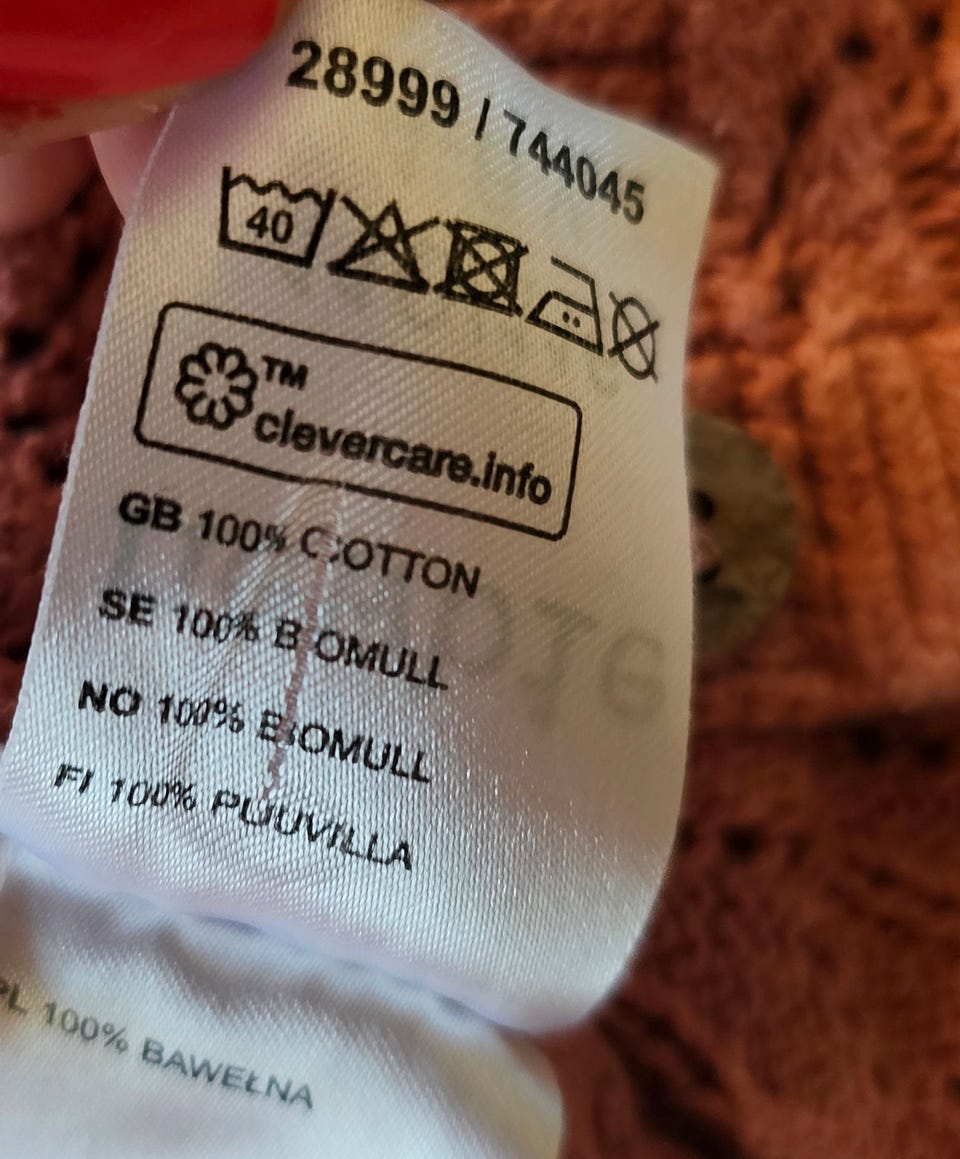 28999 / 744045
40
TM
clevercare.info
GB 100% COTTON
SE 100% BOMULL
NO 100% BOMULL
FI 100% PUUVILLA
PL 100% BAWEŁNA